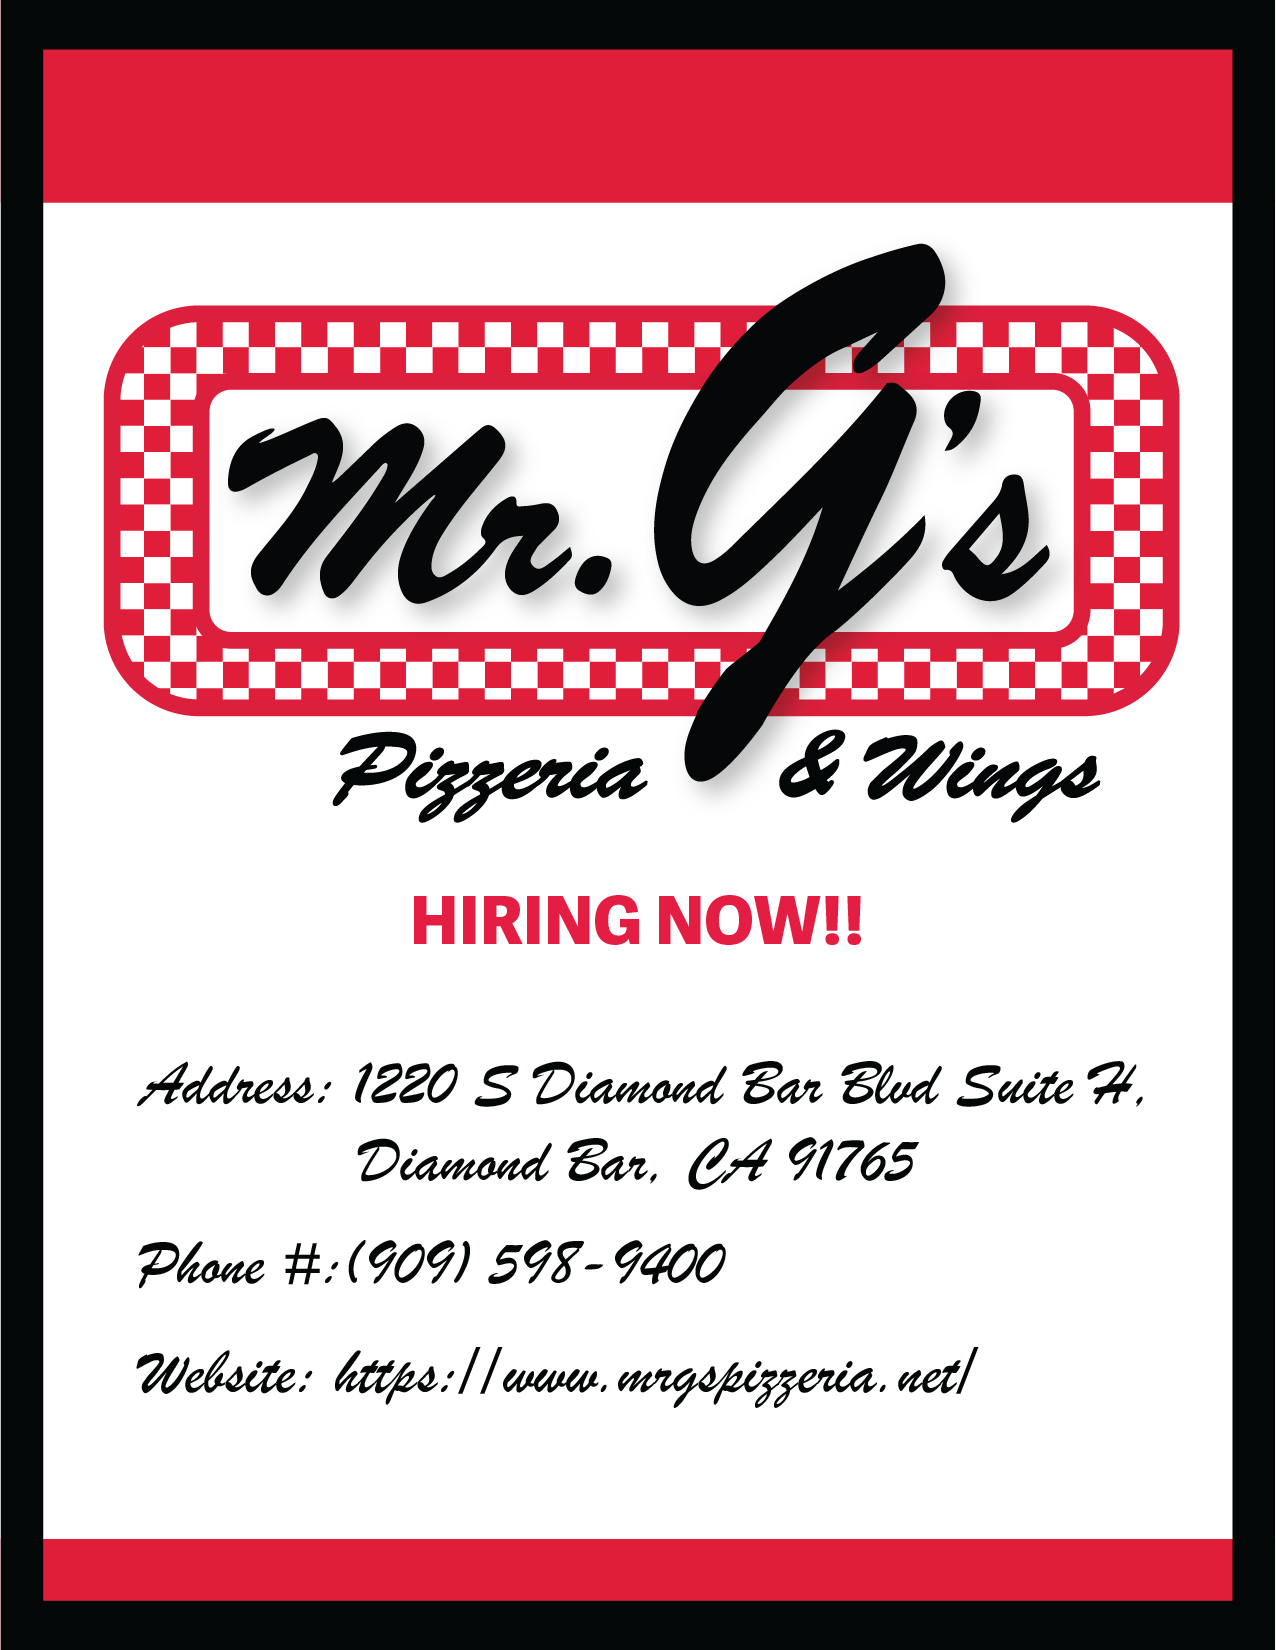 Mr. G's
Pizzeria & Wings
HIRING NOW!!
Address: 1220 S Diamond Bar Blvd Suite H,
Diamond Bar, CA 91765
Phone #:(909) 598-9400
Website: https://www.mrgspizzeria.net/